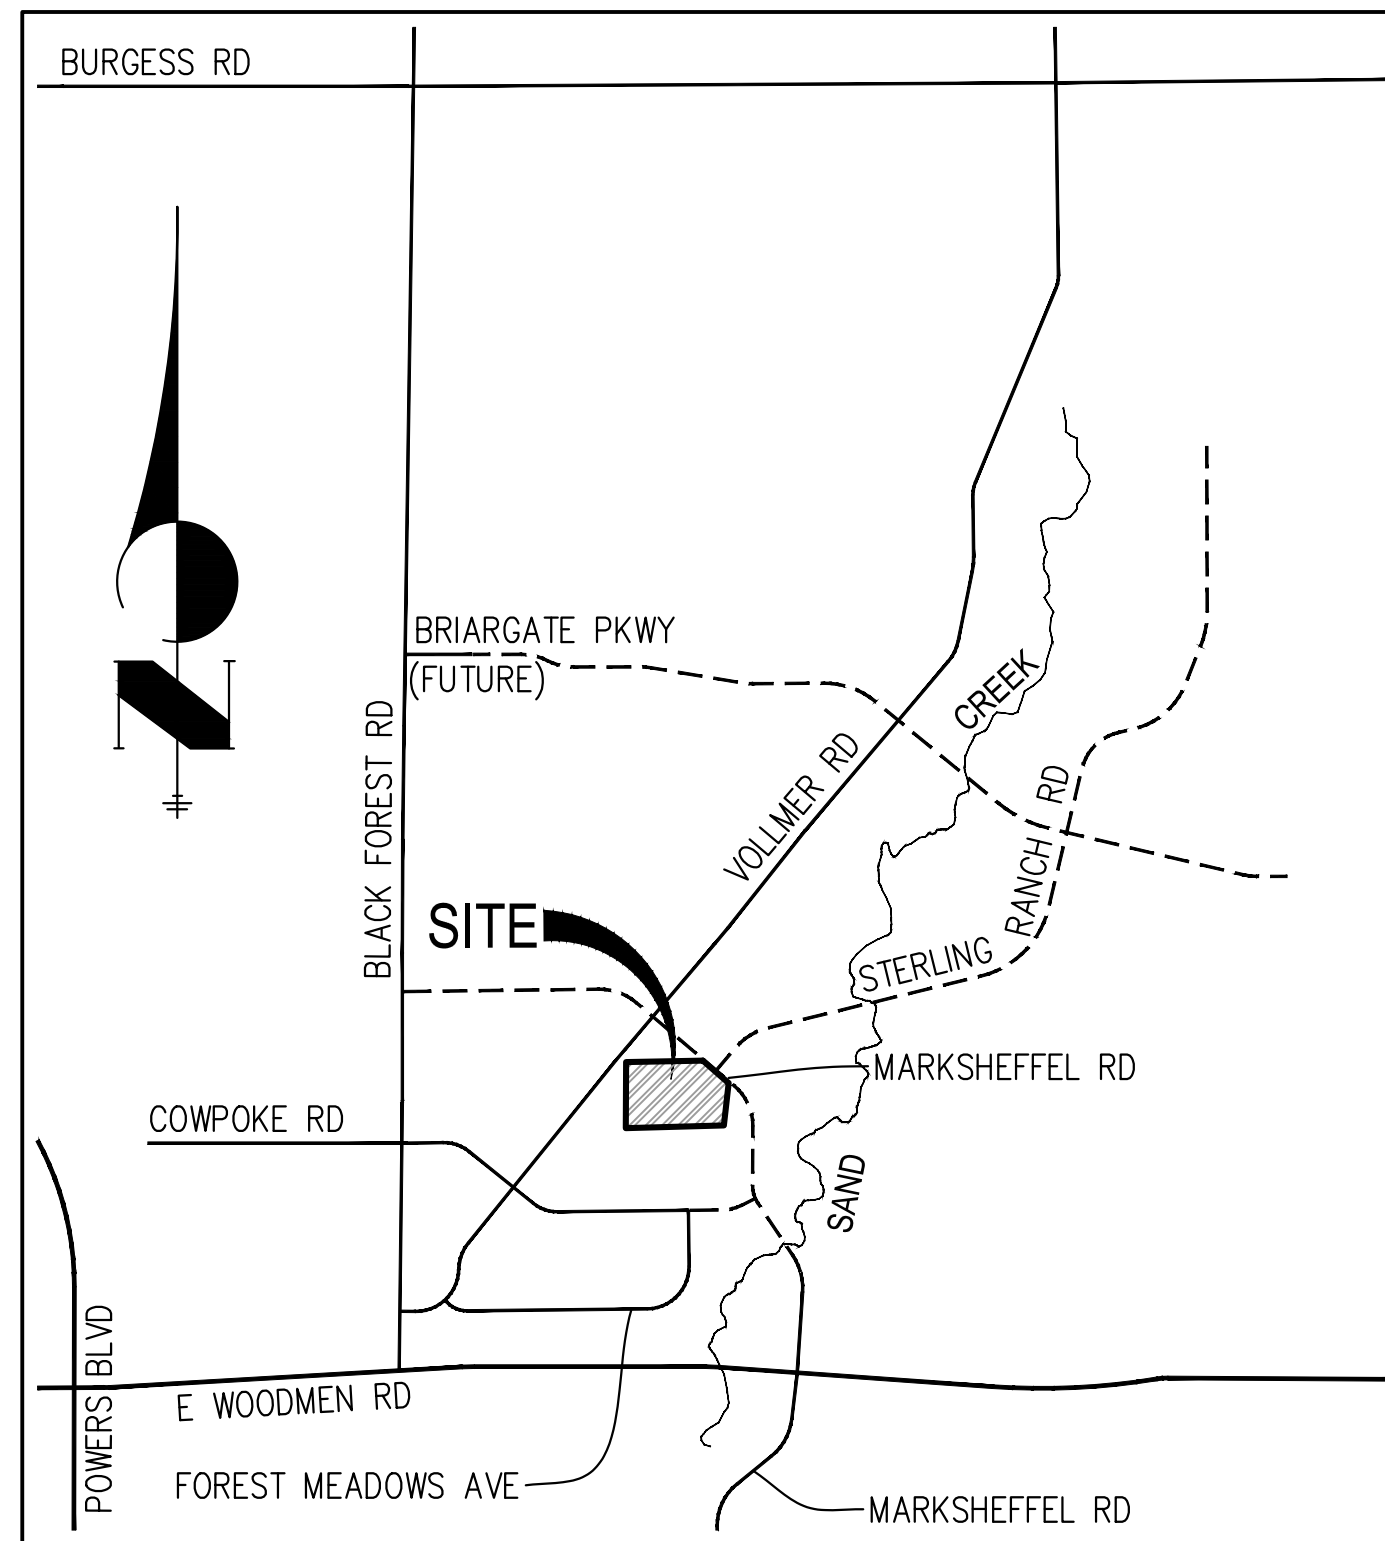 BURGESS RD
BRIARGATE PKWY
(FUTURE)
BLACK FOREST RD
VOLLMER RD
CREEK
STERLING RANCH RD
SITE
N
MARKSHEFFEL RD
COWPOKE RD
SAND
POWERS BLVD
E WOODMEN RD
FOREST MEADOWS AVE
MARKSHEFFEL RD